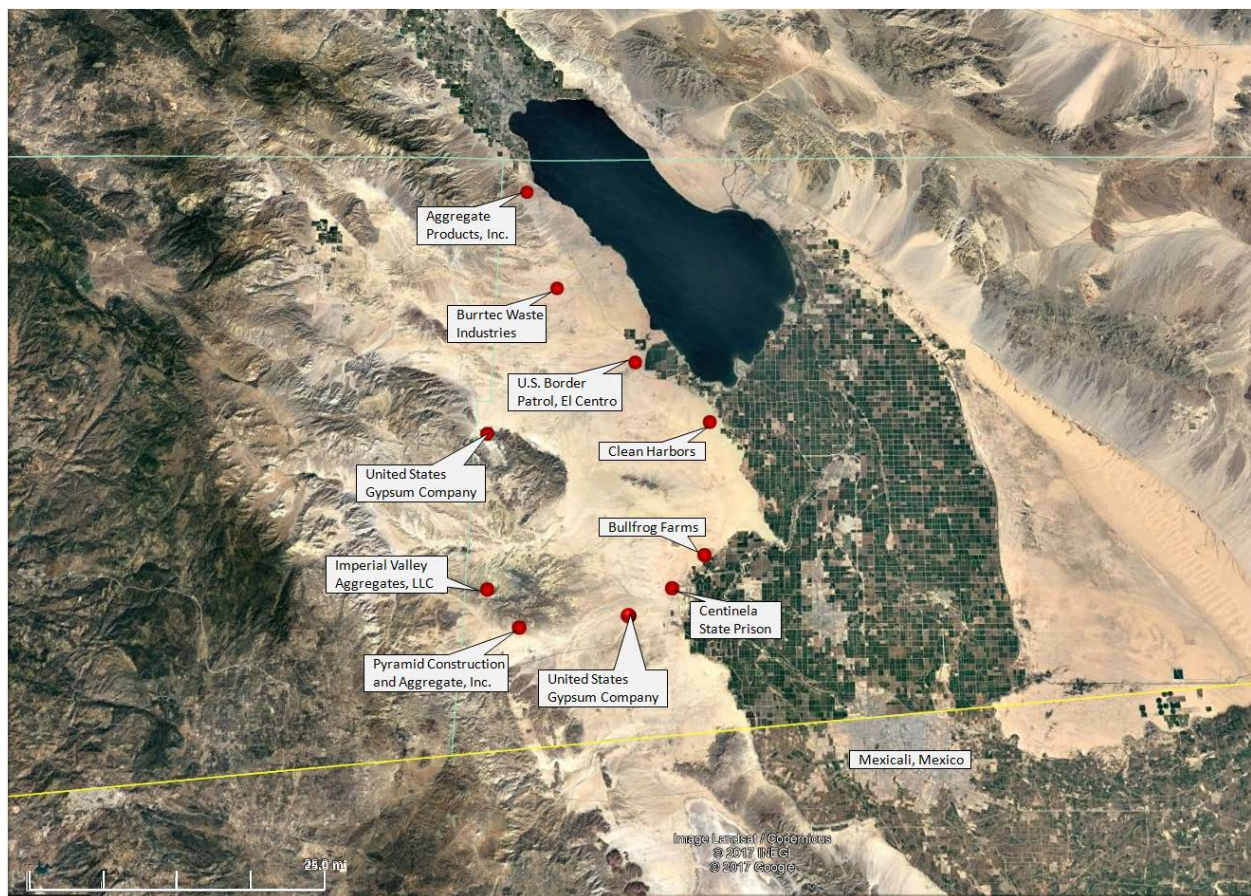 Aggregate
Products, Inc.
Burrtec Waste
Industries
U.S. Border
Patrol, El Centro
Clean Harbors
United States
Gypsum Company
Bullfrog Farms
Imperial Valley
Aggregates, LLC
Centinela
State Prison
Pyramid Construction
and Aggregate, Inc.
United States
Gypsum Company
Mexicali, Mexico
Image Landsat / Copernicus
© 2017 INEGI
© 2017 Google
mi